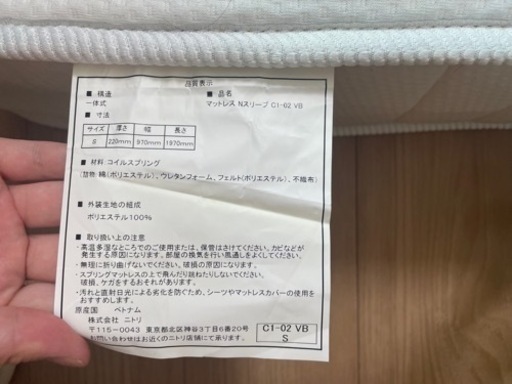 品質表示
■ 構造 ■ 品名
一体式 マットレス Nスリープ C1-02 VB
■ 寸法
サイズ 厚さ 幅 長さ
S 220mm 970mm 1970mm
■ 材料 コイルスプリング
(詰物:綿(ポリエステル)、ウレタンフォーム、フェルト(ポリエステル)、不織布)
■ 外装生地の組成
ポリエステル100%
■ 取り扱い上の注意
・高温多湿なところでのご使用または、保管はさけてください。カビなどが
発生する原因になります。部屋の換気を行い風通しをよくしてください。
・無理に折り曲げないでください。破損の原因になります。
・スプリングマットレスの上で飛んだり跳ねたりしないでください。
破損、ケガをするおそれがあります。
・汚れと直射日光による劣化を防ぐため、シーツやマットレスカバーの使用を
おすすめします。
原産国 ベトナム
株式会社 ニトリ
〒115-0043 東京都北区神谷3丁目6番20号
お問い合わせはお近くのニトリ店舗にて承ります。
C1-02 VB
S